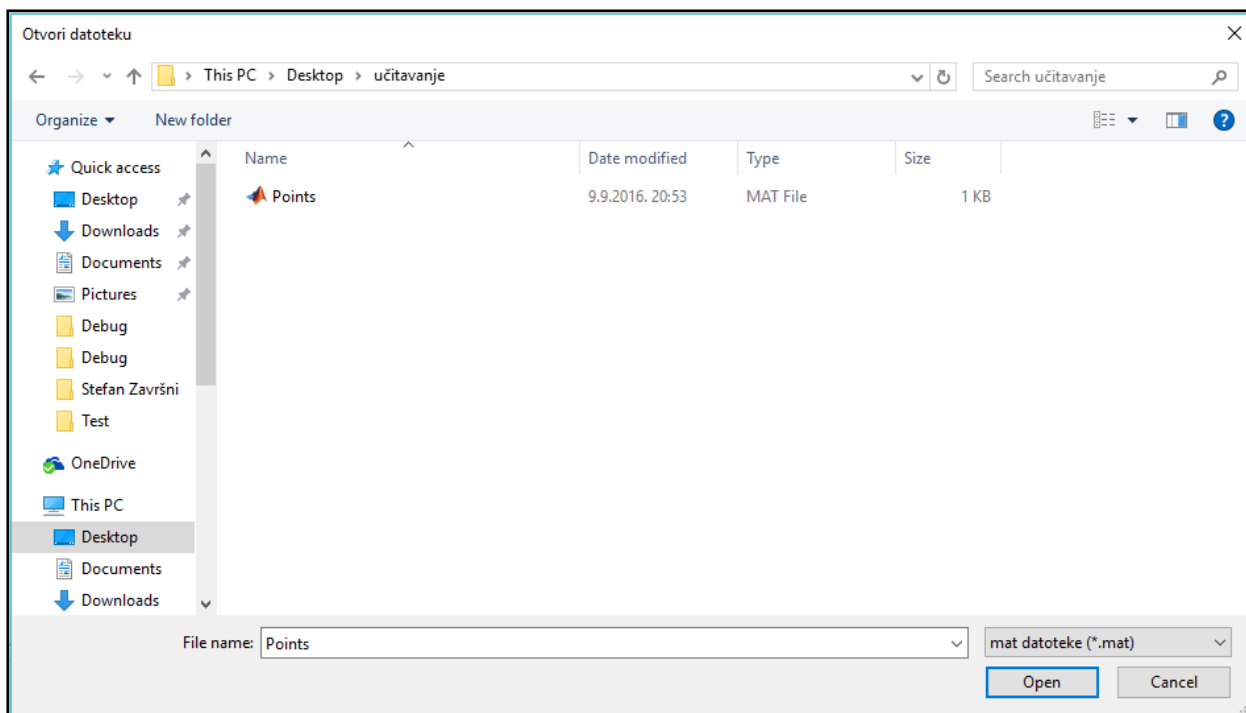 Otvori datoteku
This PC > Desktop > učitavanje
Search učitavanje
Organize
New folder
?
Name Date modified Type Size
Points 9.9.2016. 20:53 MAT File 1 KB
Quick access
Desktop
Downloads
Documents
Pictures
Debug
Debug
Stefan Završni
Test
OneDrive
This PC
Desktop
Documents
Downloads
File name: Points
mat datoteke (*.mat)
Open Cancel